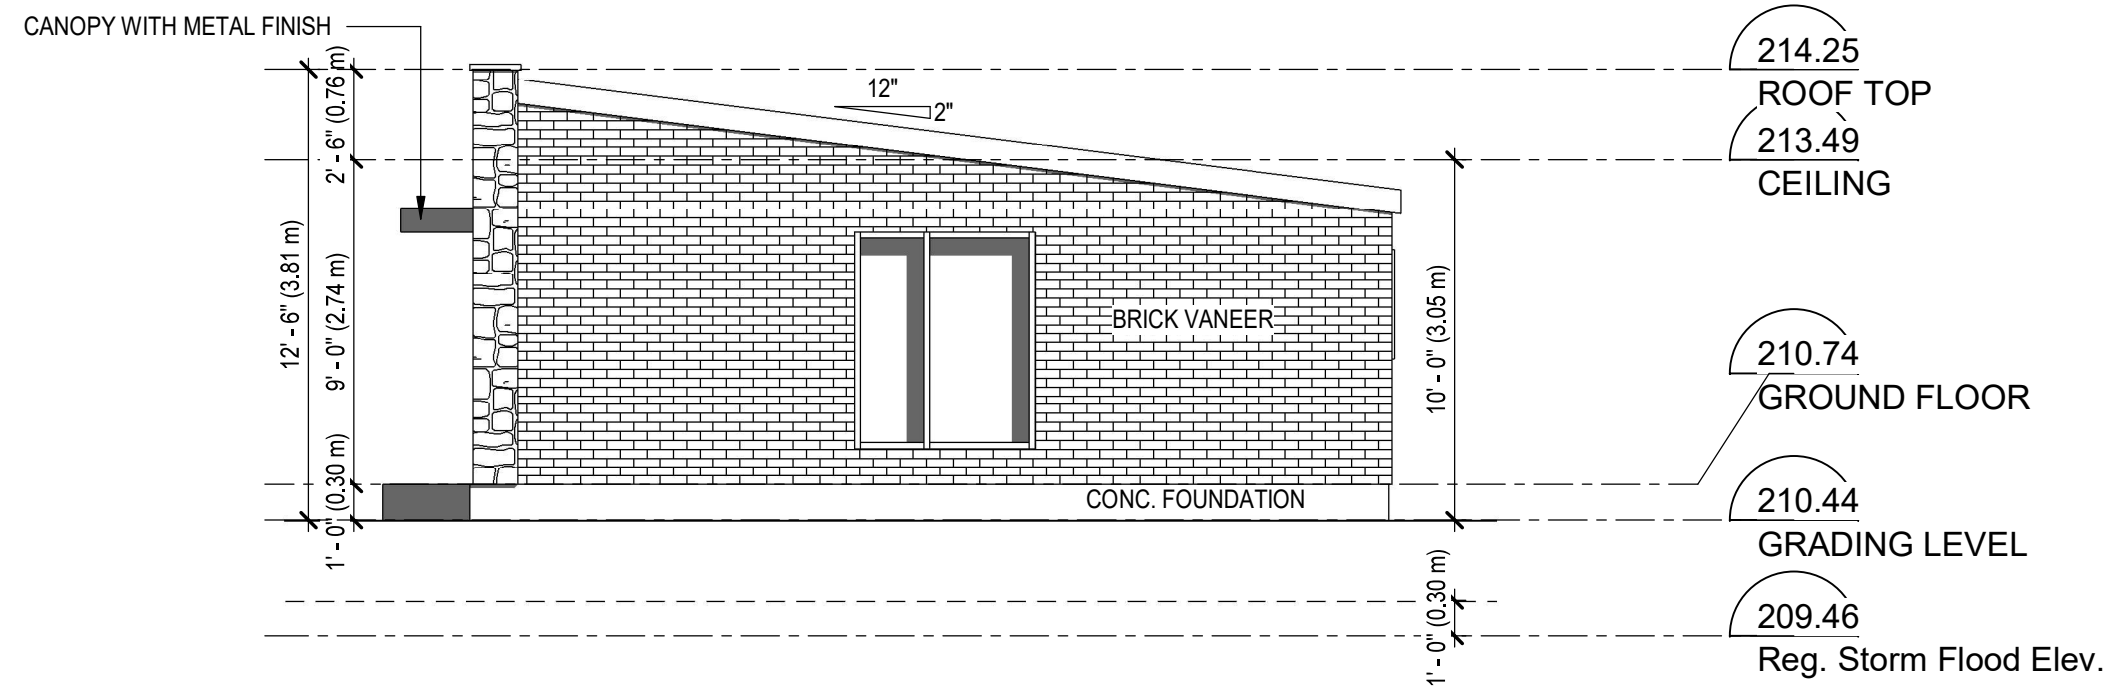 CANOPY WITH METAL FINISH
12"
2"
2' - 6" (0.76 m)
12' - 6" (3.81 m)
9' - 0" (2.74 m)
1' - 0" (0.30 m)
BRICK VANEER
CONC. FOUNDATION
10' - 0" (3.05 m)
1' - 0" (0.30 m)
214.25
ROOF TOP
213.49
CEILING
210.74
GROUND FLOOR
210.44
GRADING LEVEL
209.46
Reg. Storm Flood Elev.